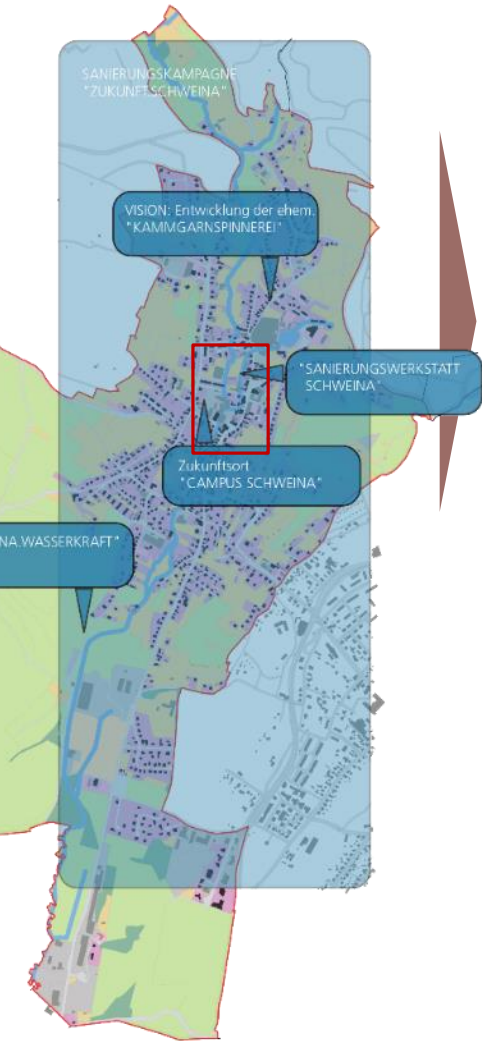 SANIERUNGSKAMPAGNE
"ZUKUNFT.SCHWEINA"
VISION: Entwicklung der ehem.
"KAMMGARNSPINNEREI"
"SANIERUNGSWERKSTATT
SCHWEINA"
Zukunftsort
"CAMPUS SCHWEINA"
NA.WASSERKRAFT"